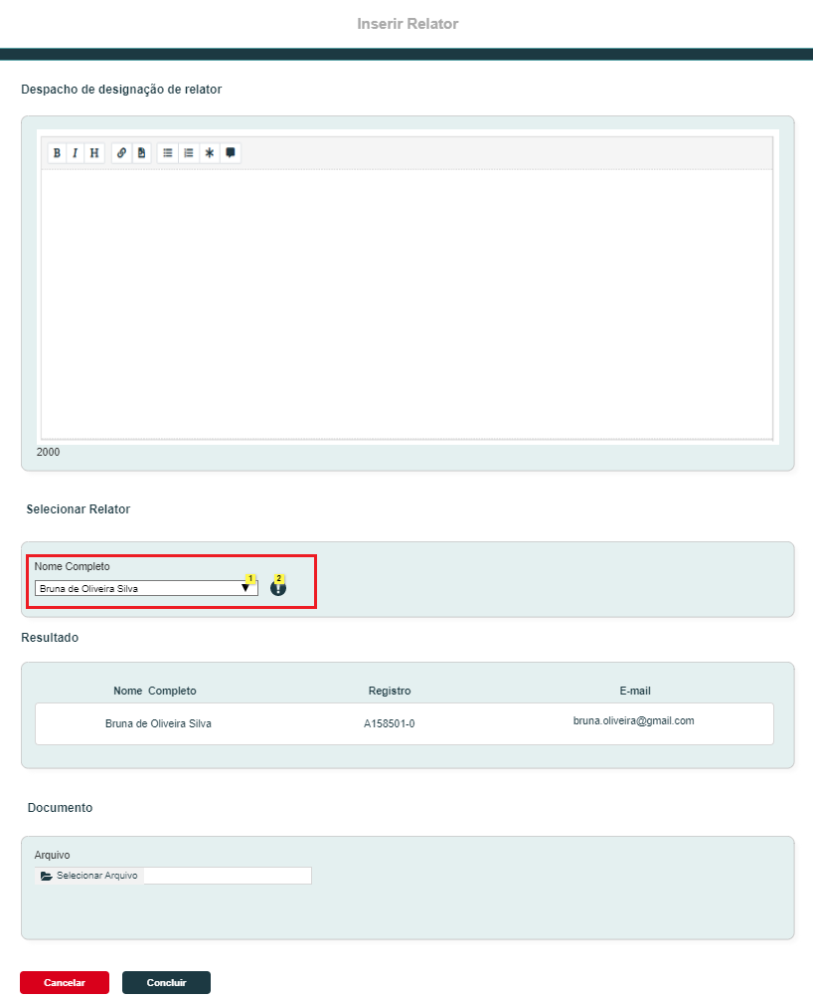 Inserir Relator
Despacho de designação de relator
B I H
2000
Selecionar Relator
Nome Completo
Bruna de Oliveira Silva 1 2
Resultado
Nome Completo Registro E-mail
Bruna de Oliveira Silva A158501-0 bruna.oliveira@gmail.com
Documento
Arquivo
Selecionar Arquivo
Cancelar Concluir